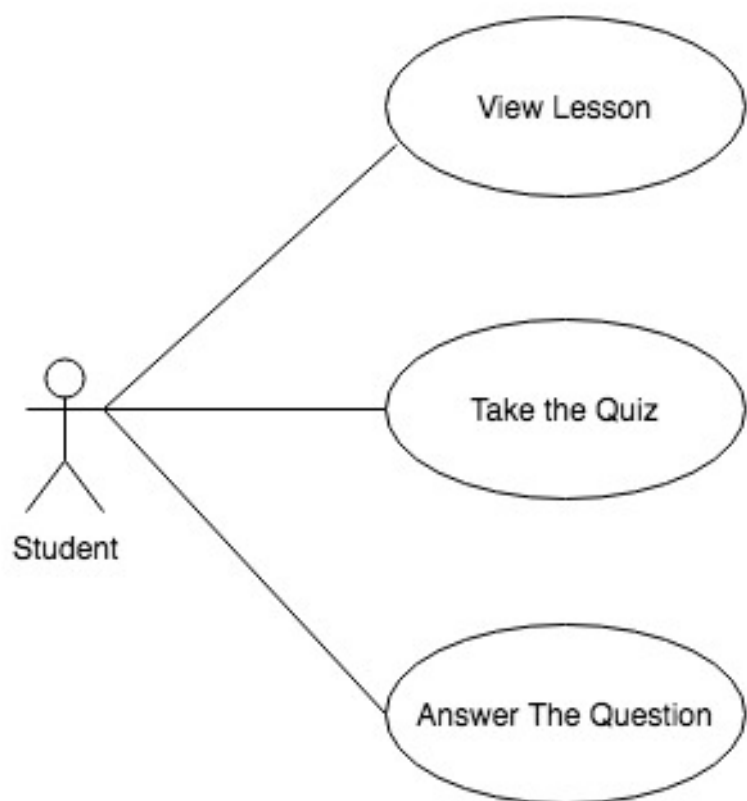 View Lesson
Take the Quiz
Student
Answer The Question